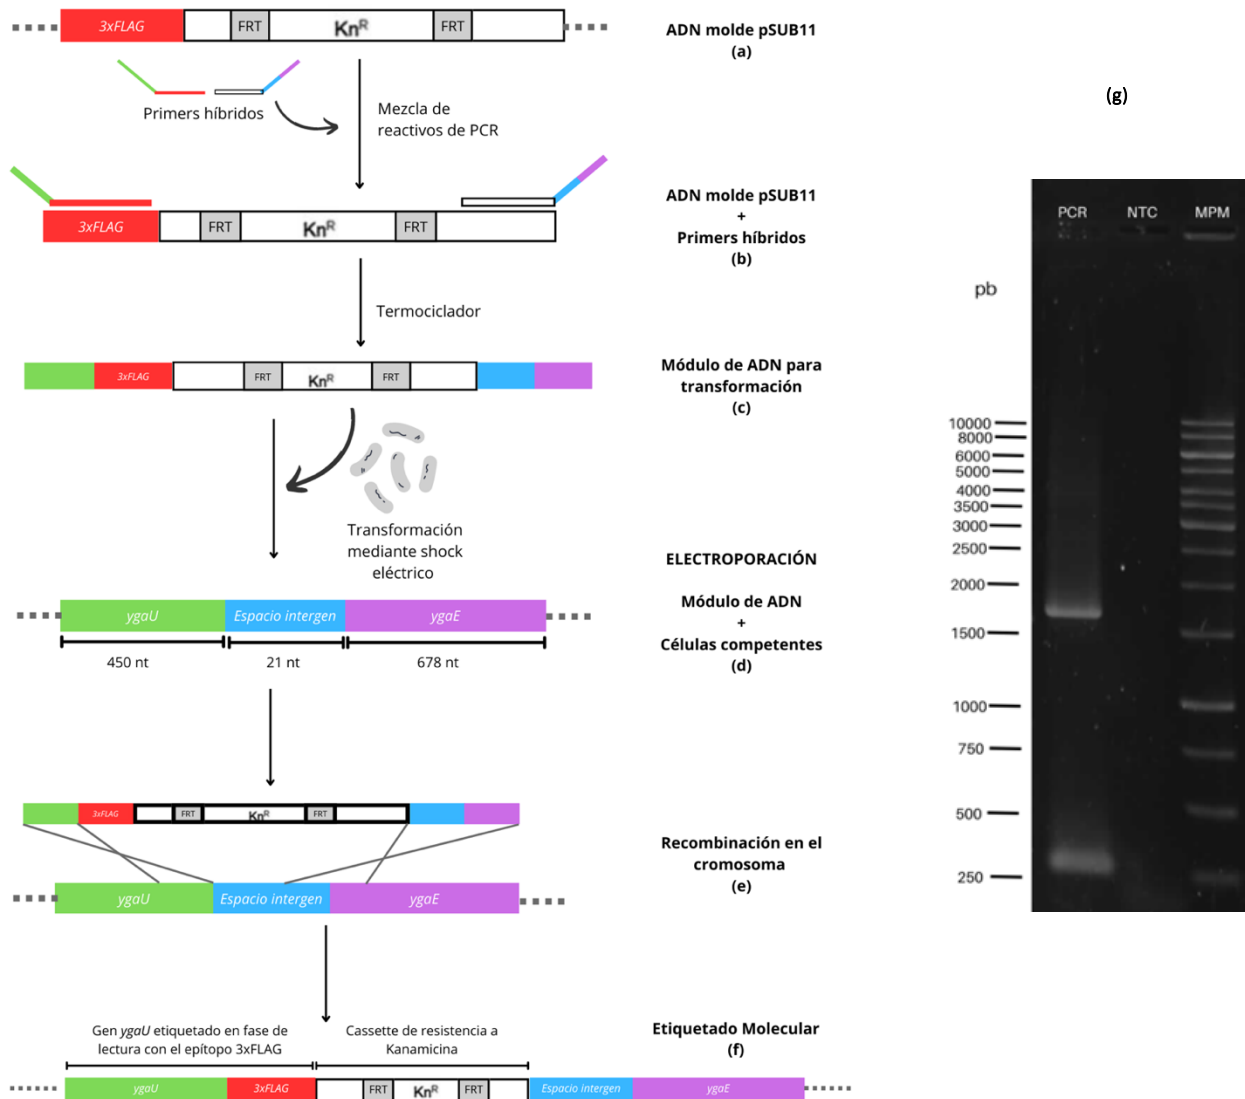 3xFLAG
FRT
Knᴿ
FRT
ADN molde pSUB11
(a)
Primers híbridos
Mezcla de
reactivos de PCR
3xFLAG
FRT
Knᴿ
FRT
ADN molde pSUB11
+
Primers híbridos
(b)
Termociclador
3xFLAG
FRT
Knᴿ
FRT
Módulo de ADN para
transformación
(c)
Transformación
mediante shock
eléctrico
ELECTROPORACIÓN
Módulo de ADN
+
Células competentes
(d)
ygaU
Espacio intergen
ygaE
450 nt
21 nt
678 nt
3xFLAG
FRT
Knᴿ
FRT
ygaU
Espacio intergen
ygaE
Recombinación en el
cromosoma
(e)
Gen ygaU etiquetado en fase de
lectura con el epítopo 3xFLAG
Cassette de resistencia a
Kanamicina
Etiquetado Molecular
(f)
ygaU
3xFLAG
FRT
Knᴿ
FRT
Espacio intergen
ygaE
(g)
PCR
NTC
MPM
pb
10000
8000
6000
5000
4000
3500
3000
2500
2000
1500
1000
750
500
250